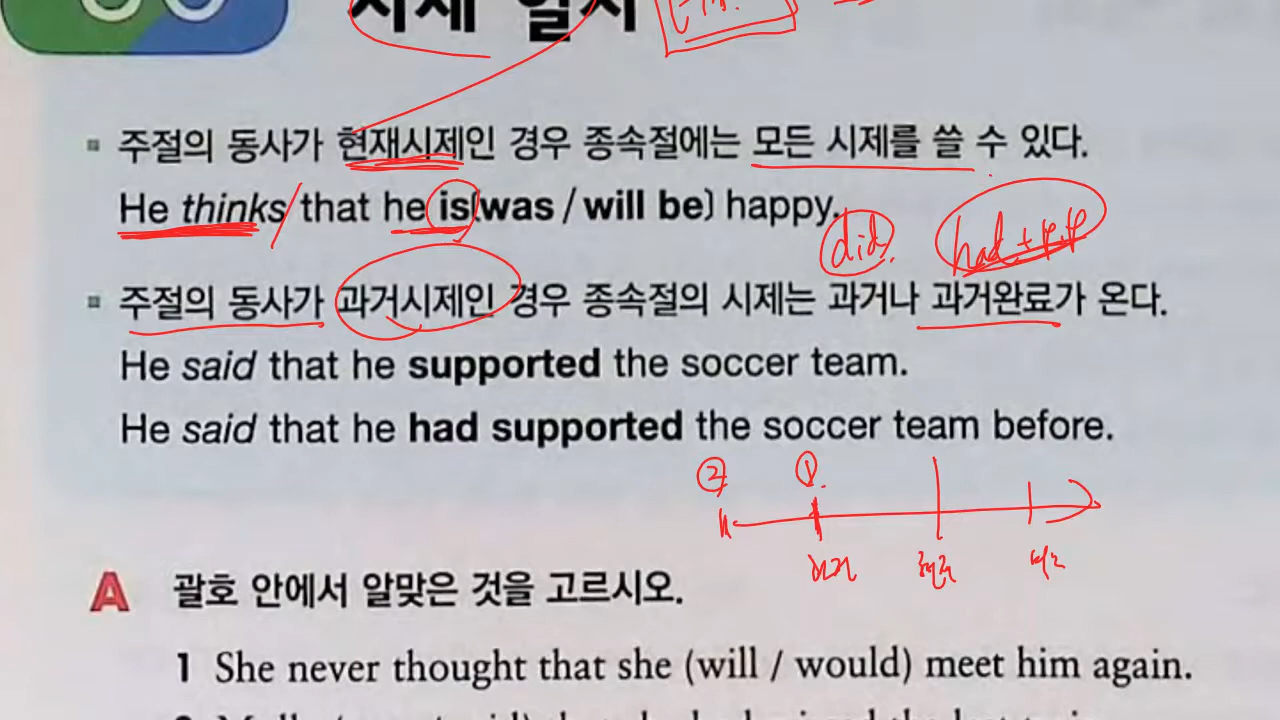 시제 일치
주절의 동사가 현재시제인 경우 종속절에는 모든 시제를 쓸 수 있다.
He thinks that he is(was / will be) happy.
did
had + p.p
주절의 동사가 과거시제인 경우 종속절의 시제는 과거나 과거완료가 온다.
He said that he supported the soccer team.
He said that he had supported the soccer team before.
② ①
과거 현재 미래
A 괄호 안에서 알맞은 것을 고르시오.
1 She never thought that she (will / would) meet him again.